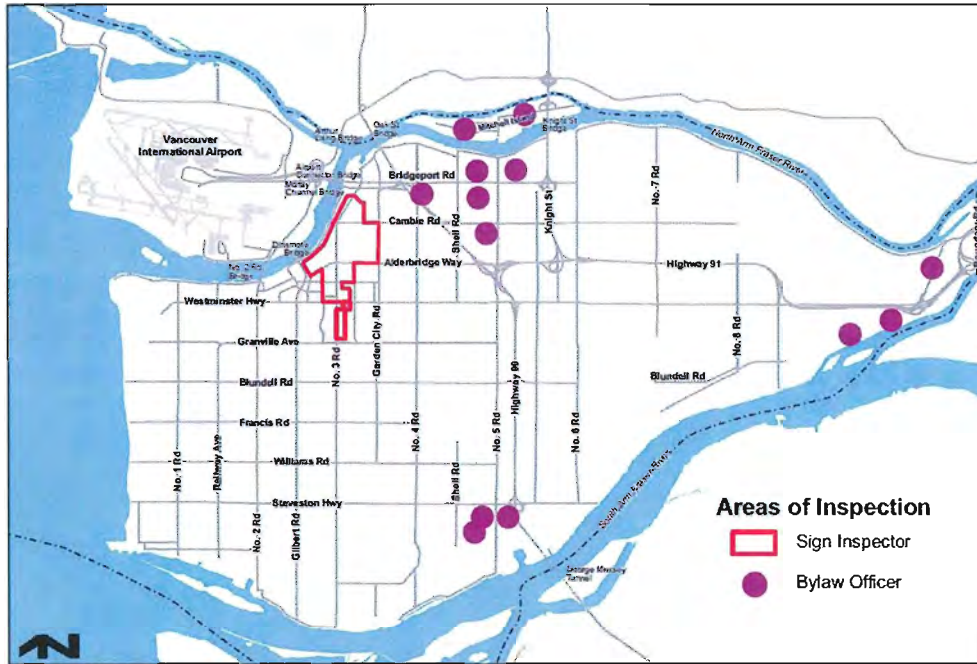 Vancouver
International Airport
Arthur
Laing Bridge
Oak St
Bridge
Mitchell Island
Knight St
Bridge
North Arm Fraser River
Airport
Connector Bridge
Moray
Channel Bridge
Bridgeport Rd
Shell Rd
Knight St
No. 7 Rd
Cambie Rd
Dinsmore
Bridge
No. 2 Rd
Bridge
Alderbridge Way
Highway 91
Westminster Hwy
Garden City Rd
No. 3 Rd
Granville Ave
No. 8 Rd
Blundell Rd
Blundell Rd
Highway 99
Francis Rd
No. 4 Rd
No. 5 Rd
No. 6 Rd
No. 1 Rd
Railway Ave
Williams Rd
Shell Rd
Steveston Hwy
No. 2 Rd
Gilbert Rd
South Arm Fraser River
George Massey
Tunnel
Areas of Inspection
Sign Inspector
Bylaw Officer
N